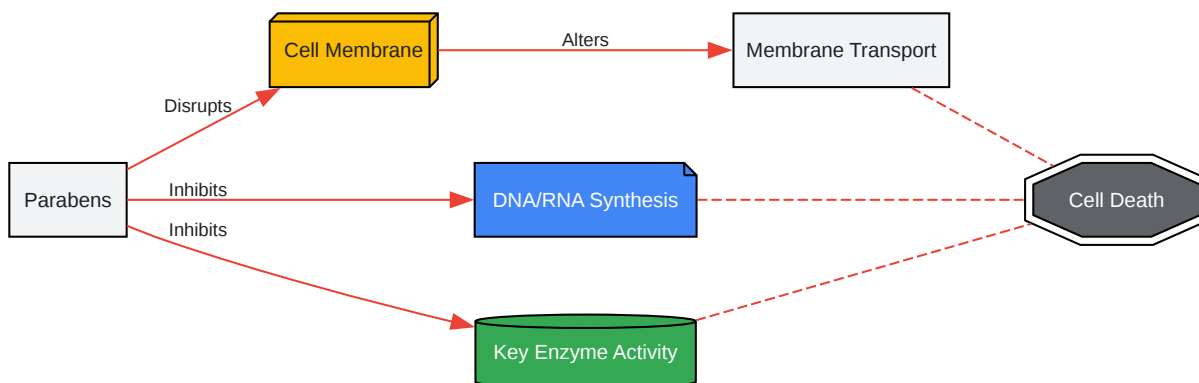 Cell Membrane
Alters
Membrane Transport
Disrupts
Parabens
Inhibits
DNA/RNA Synthesis
Cell Death
Inhibits
Key Enzyme Activity